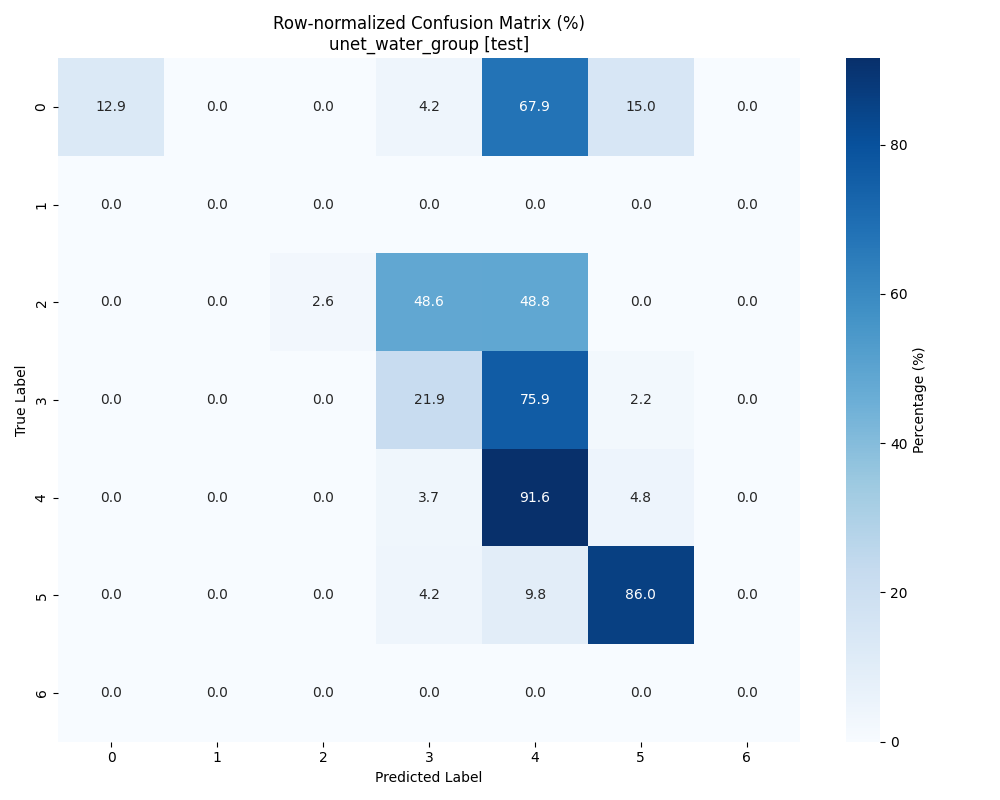 Row-normalized Confusion Matrix (%)
unet_water_group [test]
0 12.9 0.0 0.0 4.2 67.9 15.0 0.0
1 0.0 0.0 0.0 0.0 0.0 0.0 0.0
2 0.0 0.0 2.6 48.6 48.8 0.0 0.0
3 0.0 0.0 0.0 21.9 75.9 2.2 0.0
4 0.0 0.0 0.0 3.7 91.6 4.8 0.0
5 0.0 0.0 0.0 4.2 9.8 86.0 0.0
6 0.0 0.0 0.0 0.0 0.0 0.0 0.0
0 1 2 3 4 5 6
Predicted Label
True Label
80
60
40
20
0
Percentage (%)